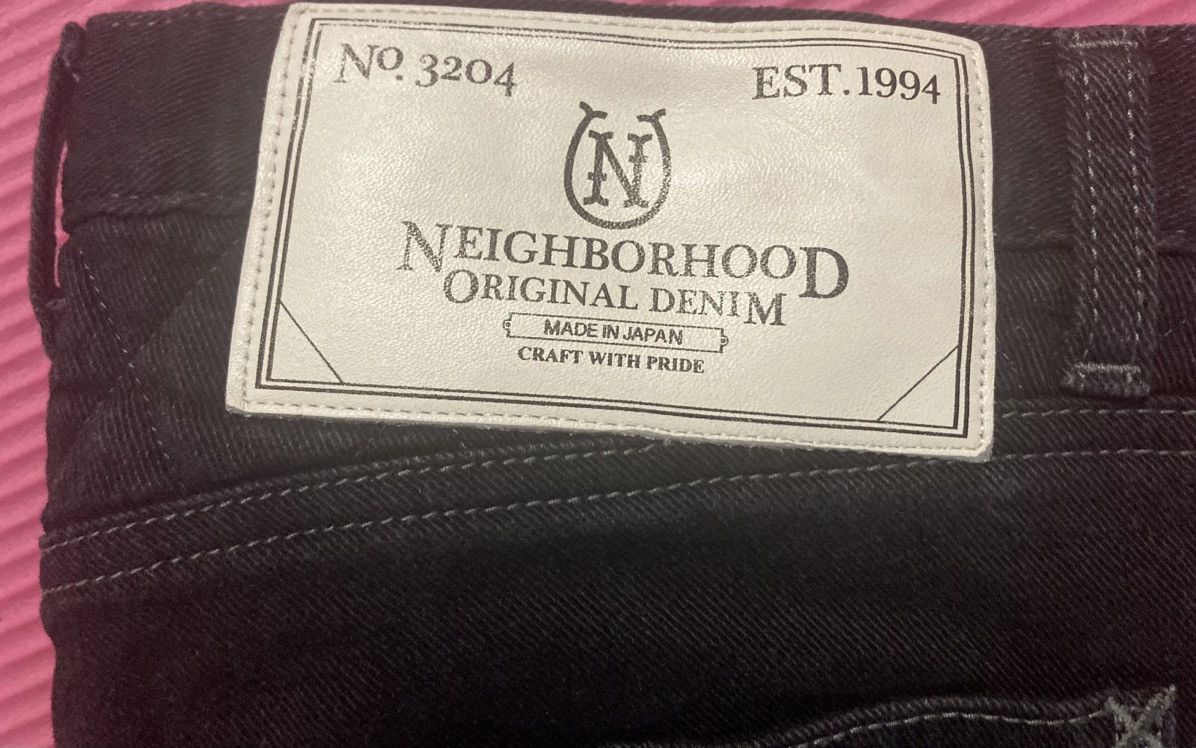 No. 3204
EST. 1994
N
NEIGHBORHOOD
ORIGINAL DENIM
MADE IN JAPAN
CRAFT WITH PRIDE